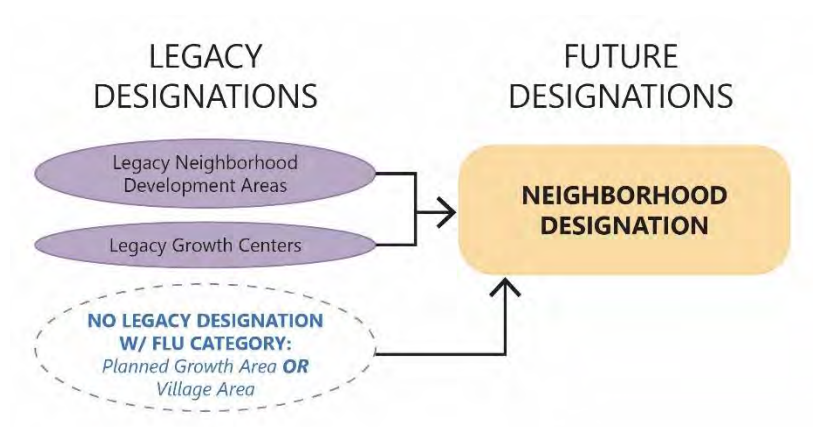 LEGACY
DESIGNATIONS
FUTURE
DESIGNATIONS
Legacy Neighborhood
Development Areas
Legacy Growth Centers
NO LEGACY DESIGNATION
W/ FLU CATEGORY:
Planned Growth Area OR
Village Area
NEIGHBORHOOD
DESIGNATION